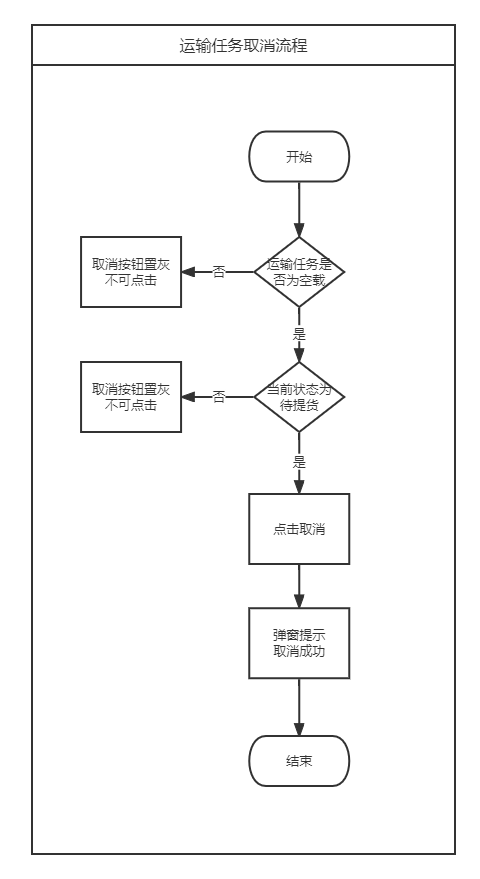 运输任务取消流程
开始
运输任务是
否为空载
否
取消按钮置灰
不可点击
是
当前状态为
待提货
否
取消按钮置灰
不可点击
是
点击取消
弹窗提示
取消成功
结束